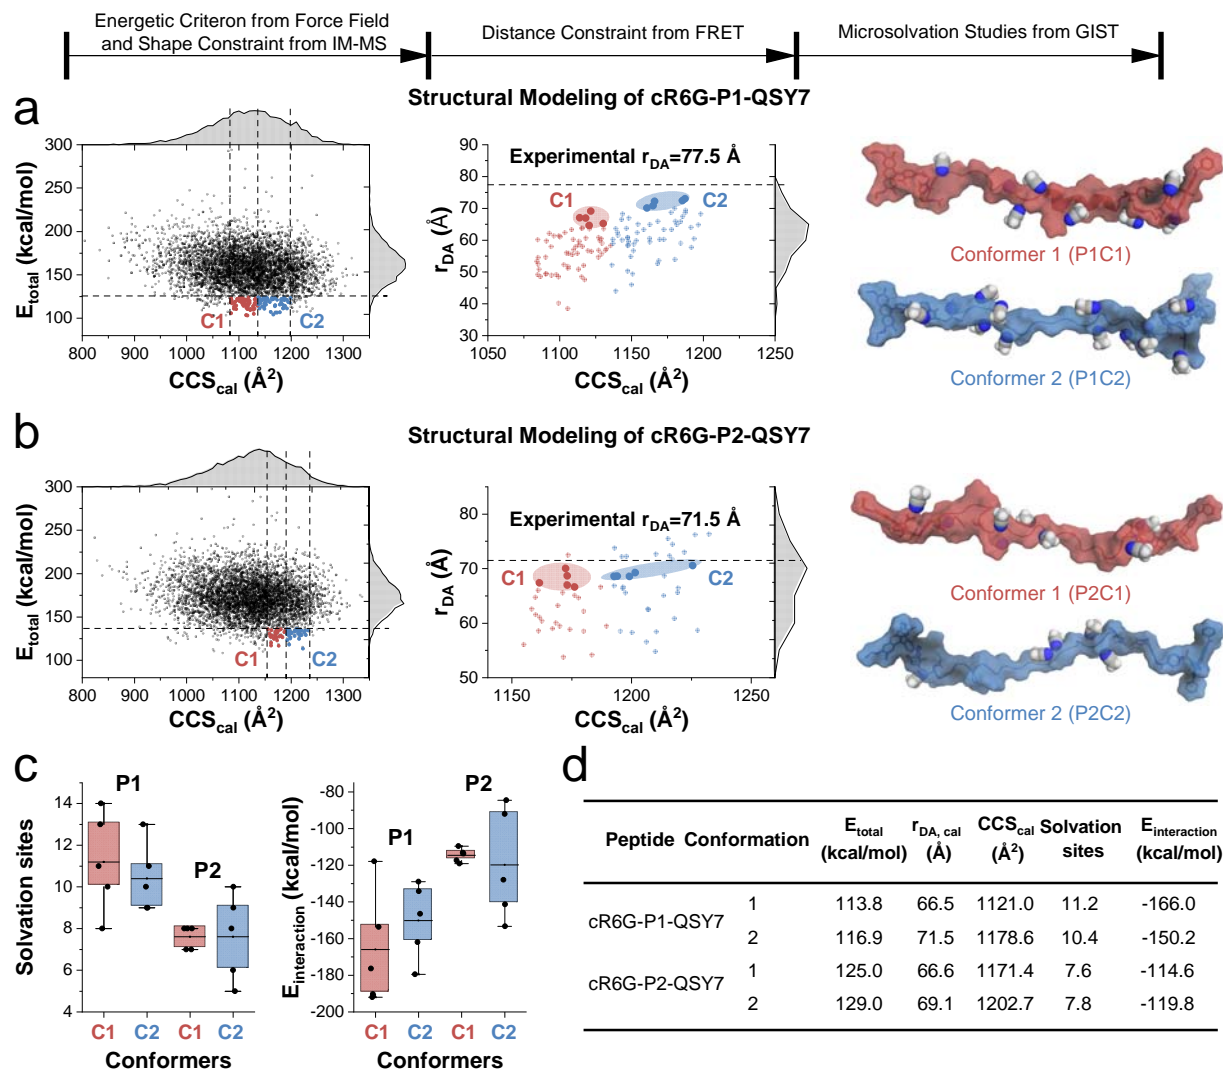 Energetic Criteron from Force Field
and Shape Constraint from IM-MS
Distance Constraint from FRET
Microsolvation Studies from GIST
a
Structural Modeling of cR6G-P1-QSY7
300
250
200
150
100
E_total (kcal/mol)
C1
C2
800
900
1000
1100
1200
1300
CCS_cal (Å²)
90
80
70
60
50
40
30
r_DA (Å)
Experimental r_DA=77.5 Å
C1
C2
1050
1100
1150
1200
1250
CCS_cal (Å²)
Conformer 1 (P1C1)
Conformer 2 (P1C2)
b
Structural Modeling of cR6G-P2-QSY7
300
250
200
150
100
E_total (kcal/mol)
C1
C2
800
900
1000
1100
1200
1300
CCS_cal (Å²)
80
70
60
50
r_DA (Å)
Experimental r_DA=71.5 Å
C1
C2
1150
1200
1250
CCS_cal (Å²)
Conformer 1 (P2C1)
Conformer 2 (P2C2)
c
14
12
10
8
6
4
Solvation sites
P1
P2
C1
C2
C1
C2
Conformers
-80
-100
-120
-140
-160
-180
-200
E_interaction (kcal/mol)
P1
P2
C1
C2
C1
C2
Conformers
d
Peptide Conformation E_total (kcal/mol) r_DA, cal (Å) CCS_cal (Å²) Solvation sites E_interaction (kcal/mol)
cR6G-P1-QSY7
1 113.8 66.5 1121.0 11.2 -166.0
2 116.9 71.5 1178.6 10.4 -150.2
cR6G-P2-QSY7
1 125.0 66.6 1171.4 7.6 -114.6
2 129.0 69.1 1202.7 7.8 -119.8